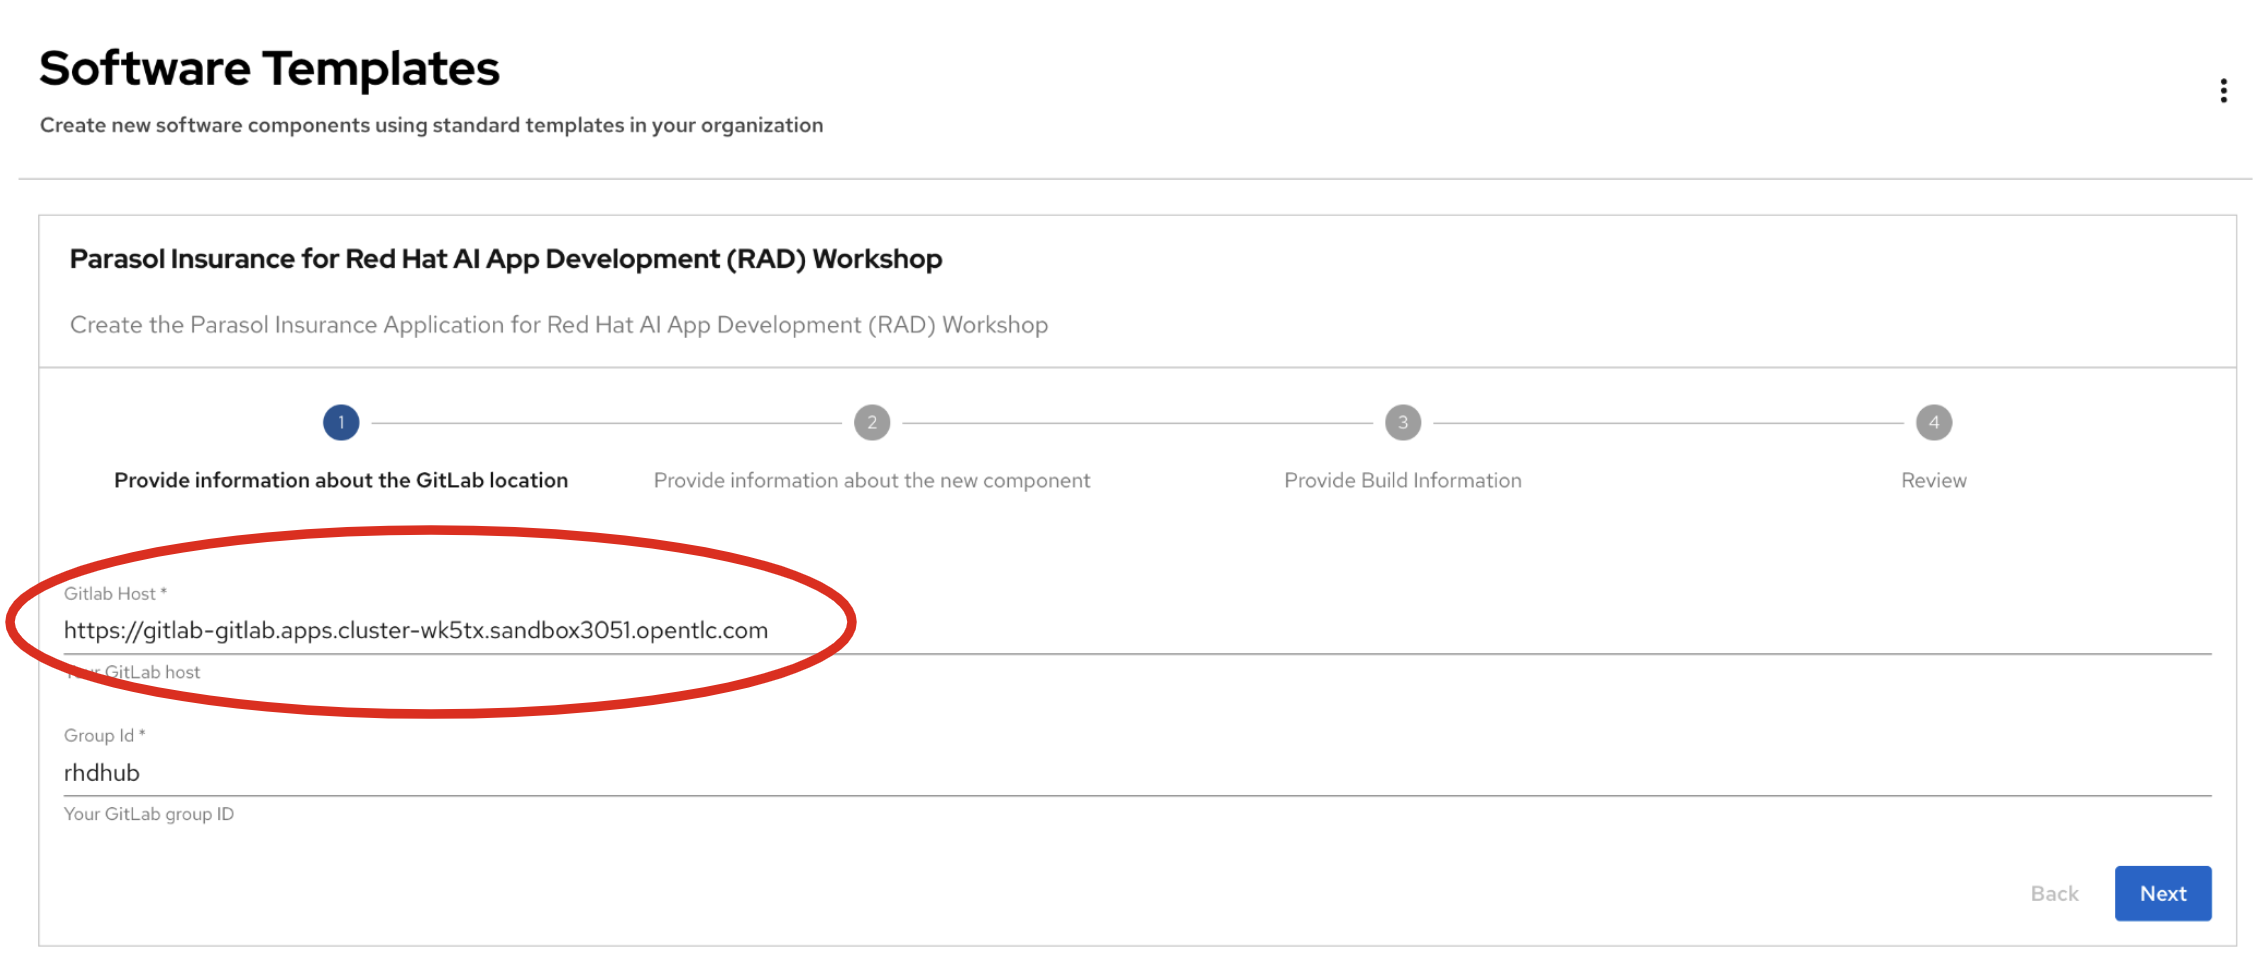 Software Templates
Create new software components using standard templates in your organization
Parasol Insurance for Red Hat AI App Development (RAD) Workshop
Create the Parasol Insurance Application for Red Hat AI App Development (RAD) Workshop
1 2 3 4
Provide information about the GitLab location Provide information about the new component Provide Build Information Review
Gitlab Host *
https://gitlab-gitlab.apps.cluster-wk5tx.sandbox3051.opentlc.com
Your GitLab host
Group Id *
rhdhub
Your GitLab group ID
Back Next